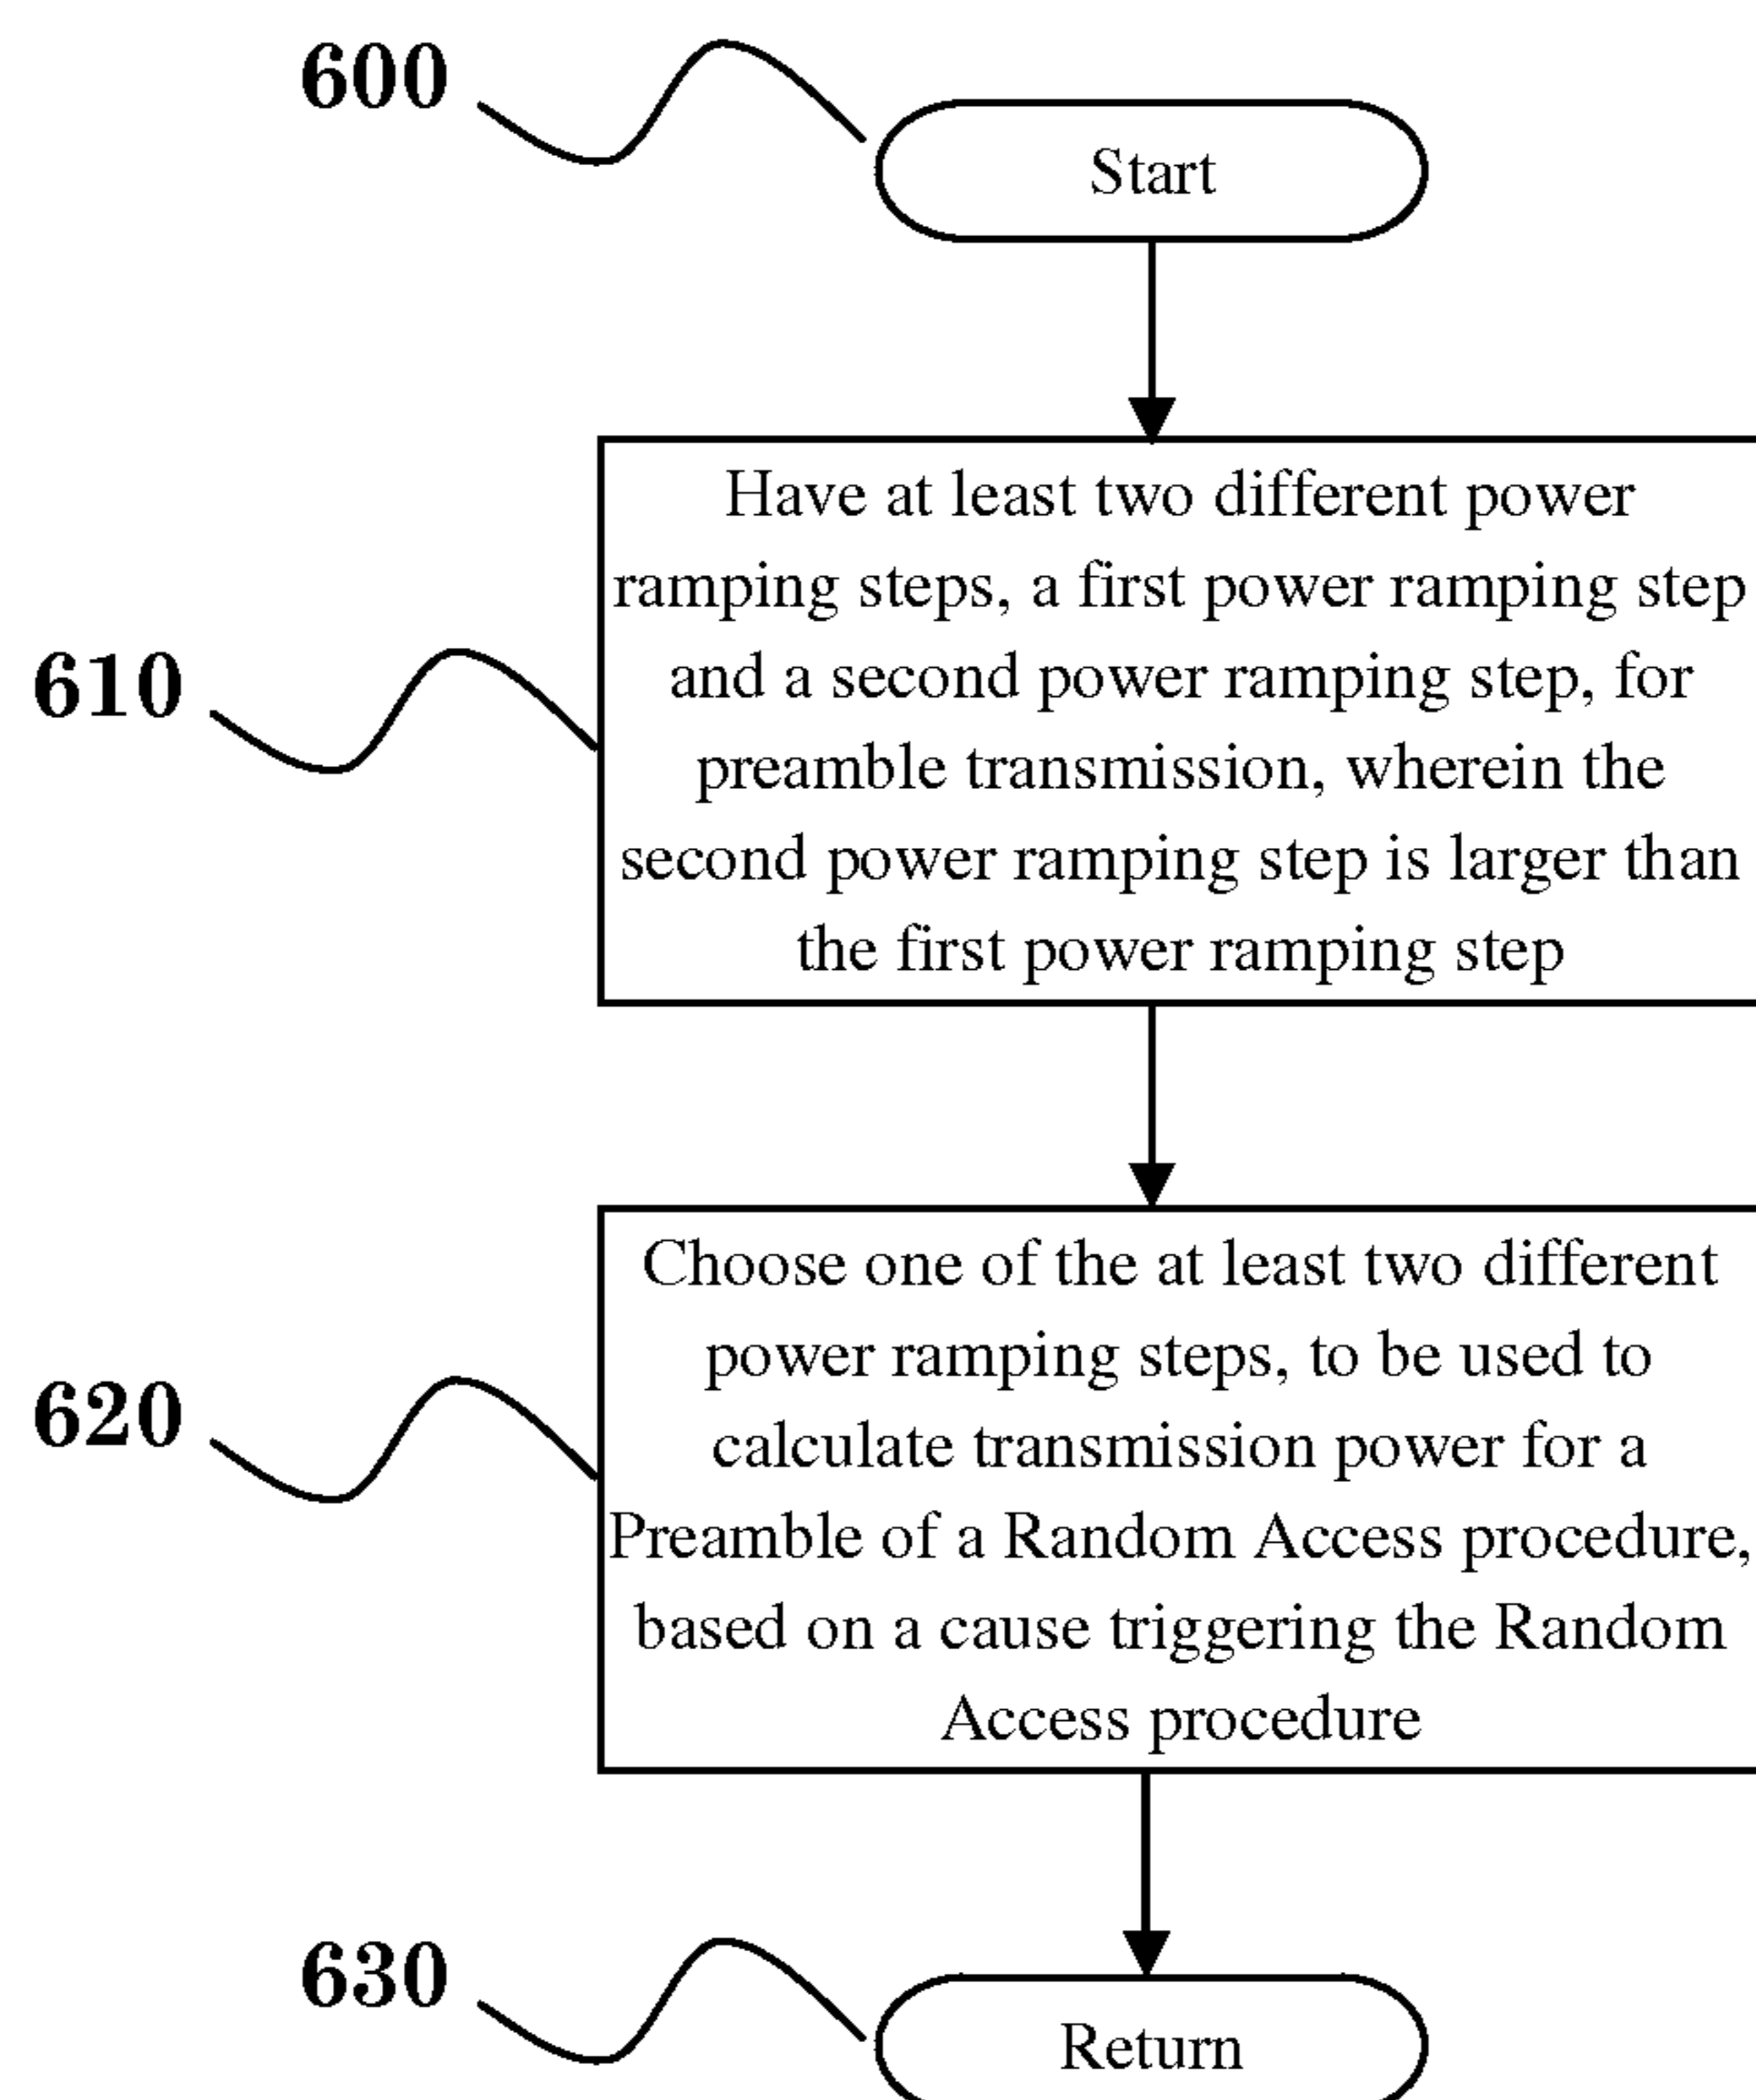 600
Start
610
Have at least two different power
ramping steps, a first power ramping step
and a second power ramping step, for
preamble transmission, wherein the
second power ramping step is larger than
the first power ramping step
620
Choose one of the at least two different
power ramping steps, to be used to
calculate transmission power for a
Preamble of a Random Access procedure,
based on a cause triggering the Random
Access procedure
630
Return